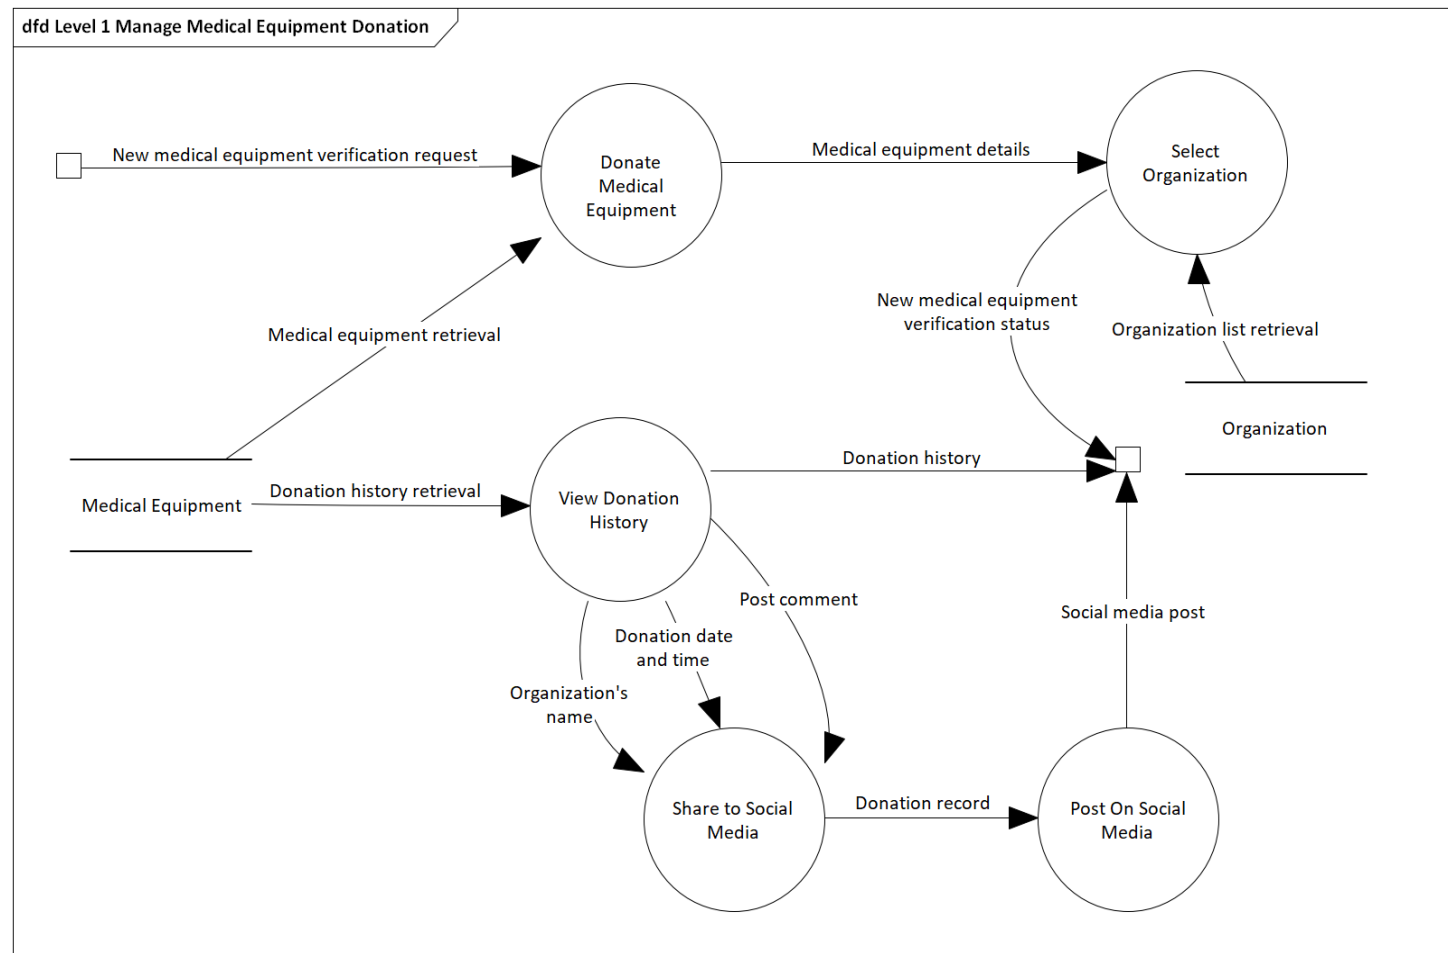 dfd Level 1 Manage Medical Equipment Donation
New medical equipment verification request
Donate
Medical
Equipment
Medical equipment details
Select
Organization
Medical equipment retrieval
New medical equipment
verification status
Organization list retrieval
Organization
Medical Equipment
Donation history retrieval
View Donation
History
Donation history
Post comment
Donation date
and time
Organization's
name
Social media post
Share to Social
Media
Donation record
Post On Social
Media